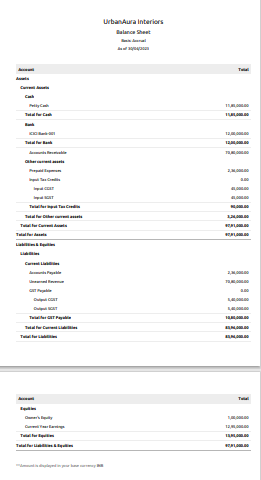 UrbanAura Interiors
Balance Sheet
Basis: Accrual
As of 30/04/2023
Account Total
Assets
Current Assets
Cash
Petty Cash 11,85,000.00
Total for Cash 11,85,000.00
Bank
ICICI Bank-001 12,00,000.00
Total for Bank 12,00,000.00
Accounts Receivable 70,80,000.00
Other current assets
Prepaid Expenses 2,36,000.00
Input Tax Credits 0.00
Input CGST 45,000.00
Input SGST 45,000.00
Total for Input Tax Credits 90,000.00
Total for Other current assets 3,26,000.00
Total for Current Assets 97,91,000.00
Total for Assets 97,91,000.00
Liabilities & Equities
Liabilities
Current Liabilities
Accounts Payable 2,36,000.00
Unearned Revenue 70,80,000.00
GST Payable 0.00
Output CGST 5,40,000.00
Output SGST 5,40,000.00
Total for GST Payable 10,80,000.00
Total for Current Liabilities 83,96,000.00
Total for Liabilities 83,96,000.00
Account Total
Equities
Owner's Equity 1,00,000.00
Current Year Earnings 12,95,000.00
Total for Equities 13,95,000.00
Total for Liabilities & Equities 97,91,000.00
**Amount is displayed in your base currency INR